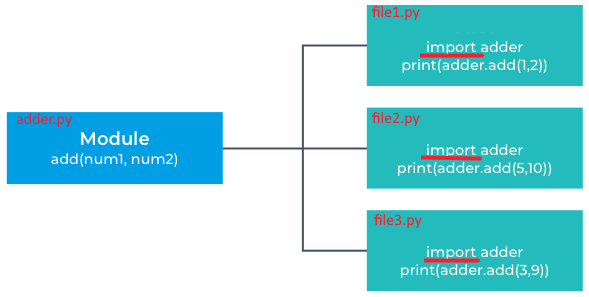 adder.py
Module
add(num1, num2)
file1.py
import adder
print(adder.add(1,2))
file2.py
import adder
print(adder.add(5,10))
file3.py
import adder
print(adder.add(3,9))